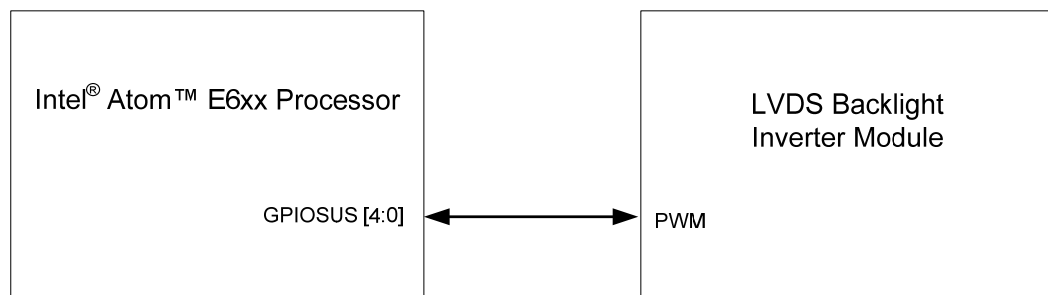 Intel® Atom™ E6xx Processor
LVDS Backlight
Inverter Module
GPIOSUS [4:0]
PWM